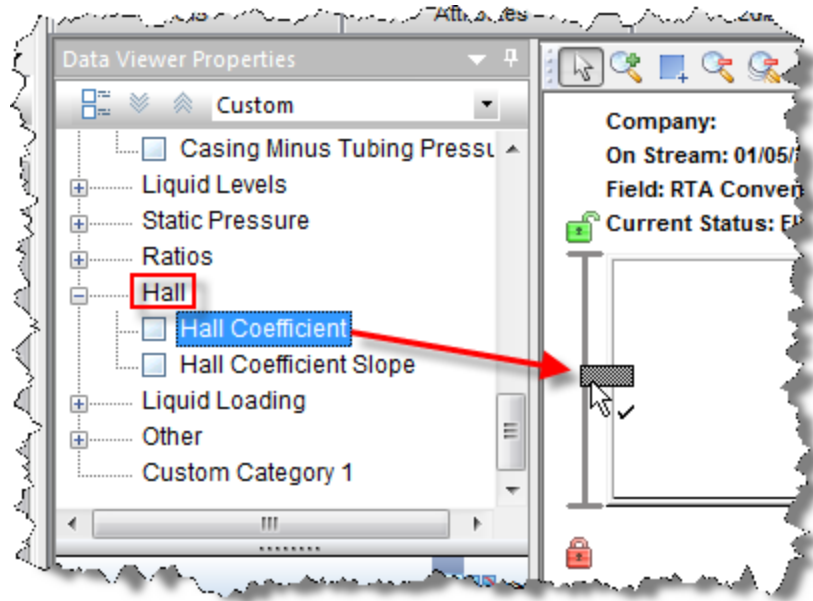 Data Viewer Properties
Custom
Casing Minus Tubing Pressu
Liquid Levels
Static Pressure
Ratios
Hall
Hall Coefficient
Hall Coefficient Slope
Liquid Loading
Other
Custom Category 1
Company:
On Stream: 01/05/
Field: RTA Conven
Current Status: